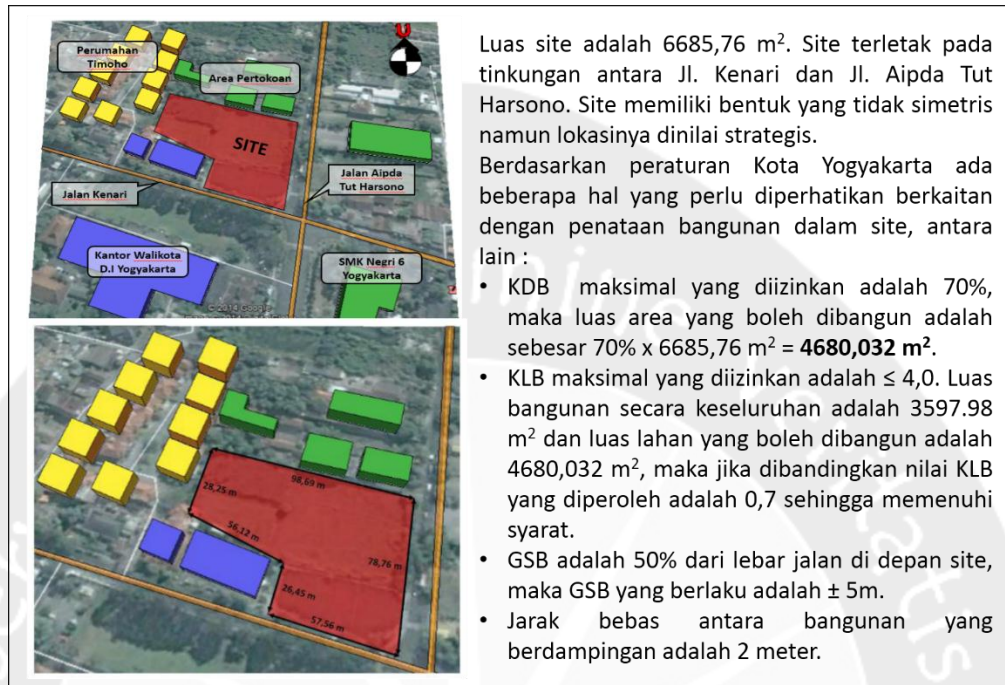 Perumahan
Timoho
Area Pertokoan
SITE
Jalan Kenari
Jalan Aipda
Tut Harsono
Kantor Walikota
D.I Yogyakarta
SMK Negri 6
Yogyakarta
© 2014 Google
98,69 m
28,25 m
56,12 m
78,76 m
26,45 m
57,56 m
Luas site adalah 6685,76 m². Site terletak pada
tinkungan antara Jl. Kenari dan Jl. Aipda Tut
Harsono. Site memiliki bentuk yang tidak simetris
namun lokasinya dinilai strategis.
Berdasarkan peraturan Kota Yogyakarta ada
beberapa hal yang perlu diperhatikan berkaitan
dengan penataan bangunan dalam site, antara
lain :
• KDB maksimal yang diizinkan adalah 70%,
maka luas area yang boleh dibangun adalah
sebesar 70% x 6685,76 m² = 4680,032 m².
• KLB maksimal yang diizinkan adalah ≤ 4,0. Luas
bangunan secara keseluruhan adalah 3597.98
m² dan luas lahan yang boleh dibangun adalah
4680,032 m², maka jika dibandingkan nilai KLB
yang diperoleh adalah 0,7 sehingga memenuhi
syarat.
• GSB adalah 50% dari lebar jalan di depan site,
maka GSB yang berlaku adalah ± 5m.
• Jarak bebas antara bangunan yang
berdampingan adalah 2 meter.